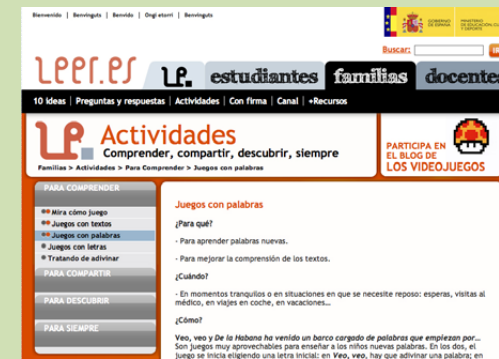 Bienvenido | Benvinguts | Benvido | Ongi etorri | Benvinguts
GOBIERNO DE ESPAÑA
MINISTERIO DE EDUCACIÓN, CU Y DEPORTE
Buscar:
leer.es
le. estudiantes familias docentes
10 ideas | Preguntas y respuestas | Actividades | Con firma | Canal | +Recursos
le. Actividades
Comprender, compartir, descubrir, siempre
Familias > Actividades > Para Comprender > Juegos con palabras
PARTICIPA EN
EL BLOG DE
LOS VIDEOJUEGOS
PARA COMPRENDER
Mira cómo juego
Juegos con textos
Juegos con palabras
Juegos con letras
Tratando de adivinar
PARA COMPARTIR
PARA DESCUBRIR
PARA SIEMPRE
Juegos con palabras
¿Para qué?
- Para aprender palabras nuevas.
- Para mejorar la comprensión de los textos.
¿Cuándo?
- En momentos tranquilos o en situaciones en que se necesite reposo: esperas, visitas al
médico, en viajes en coche, en vacaciones...
¿Cómo?
Veo, veo y De la Habana ha venido un barco cargado de palabras que empiezan por...
Son juegos muy aprovechables para enseñar a los niños nuevas palabras. En los dos, el
juego se inicia eligiendo una letra inicial: en Veo, veo, hay que adivinar una palabra; en